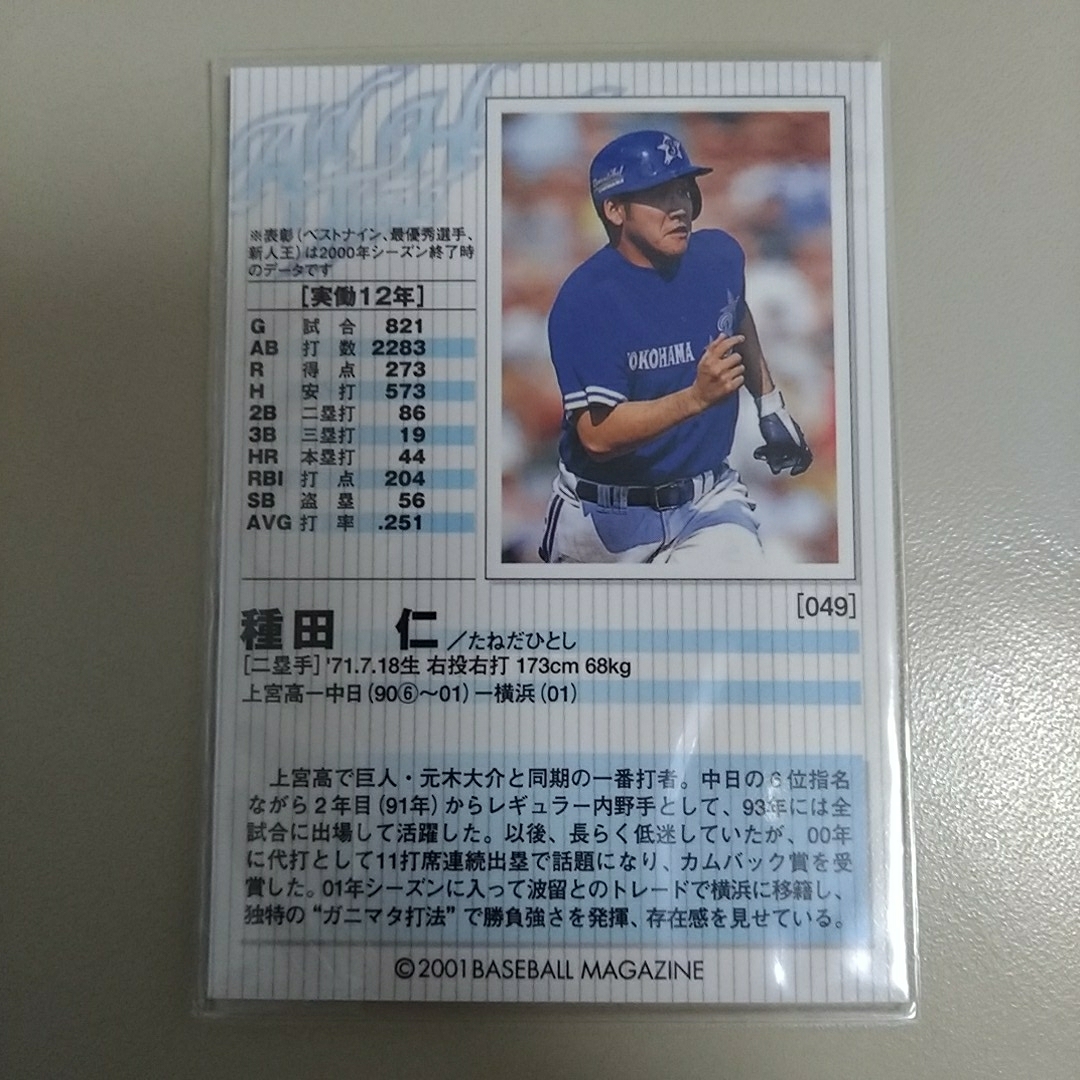 ※表彰(ベストナイン、最優秀選手、
新人王)は2000年シーズン終了時
のデータです
[実働12年]
G 試合 821
AB 打数 2283
R 得点 273
H 安打 573
2B 二塁打 86
3B 三塁打 19
HR 本塁打 44
RBI 打点 204
SB 盗塁 56
AVG 打率 .251
YOKOHAMA
[049]
種田 仁/たねだひとし
[二塁手]'71.7.18生 右投右打 173cm 68kg
上宮高ー中日(90⑥〜01)ー横浜(01)
上宮高で巨人・元木大介と同期の一番打者。中日の6位指名
ながら2年目(91年)からレギュラー内野手として、93年には全
試合に出場して活躍した。以後、長らく低迷していたが、00年
に代打として11打席連続出塁で話題になり、カムバック賞を受
賞した。01年シーズンに入って波留とのトレードで横浜に移籍し、
独特の“ガニマタ打法”で勝負強さを発揮、存在感を見せている。
©2001BASEBALL MAGAZINE